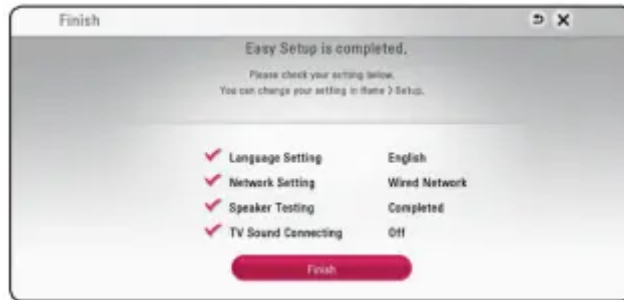 Finish
Easy Setup is completed.
Please check your setting below.
You can change your setting in Home > Setup.
Language Setting English
Network Setting Wired Network
Speaker Testing Completed
TV Sound Connecting Off
Finish